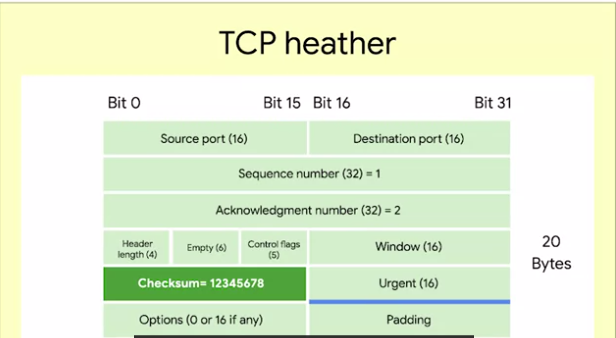 TCP heather
Bit 0 Bit 15 Bit 16 Bit 31
Source port (16) Destination port (16)
Sequence number (32) = 1
Acknowledgment number (32) = 2
Header length (4) Empty (6) Control flags (5) Window (16)
20 Bytes
Checksum= 12345678 Urgent (16)
Options (0 or 16 if any) Padding